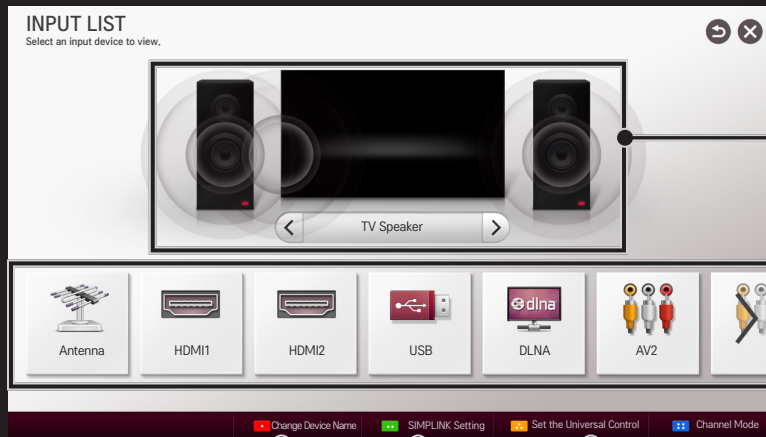 INPUT LIST
Select an input device to view.
TV Speaker
dlna
Antenna
HDMI1
HDMI2
USB
DLNA
AV2
Change Device Name
SIMPLINK Setting
Set the Universal Control
Channel Mode